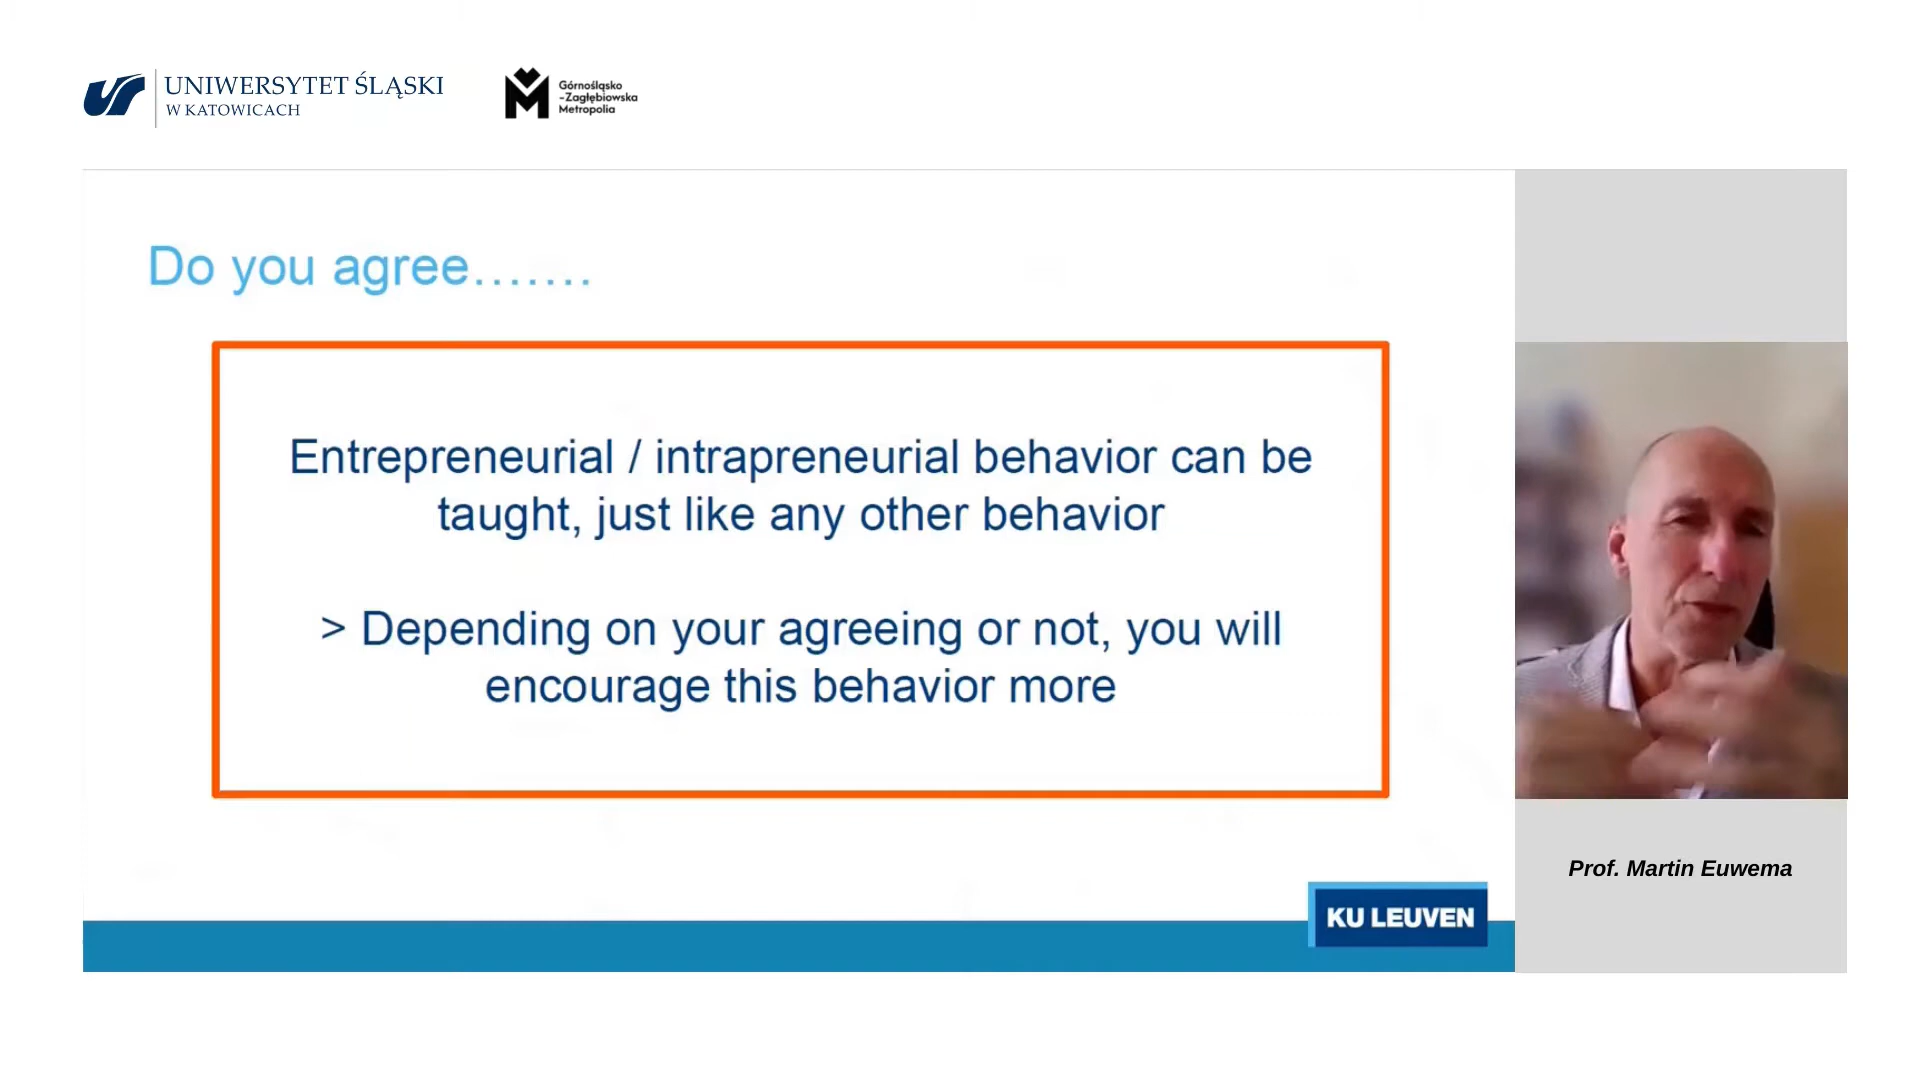 UNIWERSYTET ŚLĄSKI
W KATOWICACH
Górnośląsko
-Zagłębiowska
Metropolia
Do you agree.......
Entrepreneurial / intrapreneurial behavior can be
taught, just like any other behavior
> Depending on your agreeing or not, you will
encourage this behavior more
Prof. Martin Euwema
KU LEUVEN